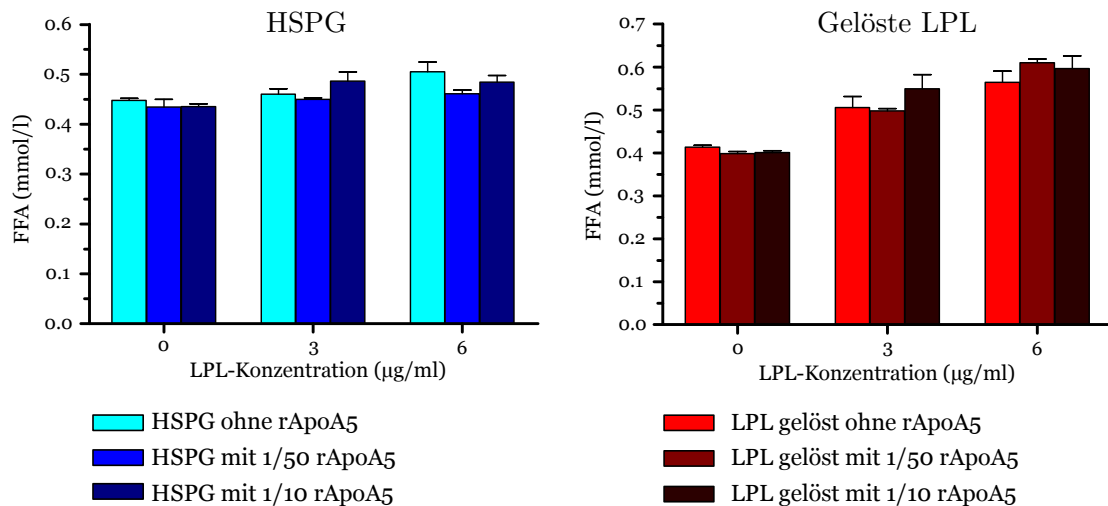 HSPG
0.6
0.5
0.4
0.3
0.2
0.1
0.0
FFA (mmol/l)
0 3 6
LPL-Konzentration (µg/ml)
HSPG ohne rApoA5
HSPG mit 1/50 rApoA5
HSPG mit 1/10 rApoA5
Gelöste LPL
0.7
0.6
0.5
0.4
0.3
0.2
0.1
0.0
FFA (mmol/l)
0 3 6
LPL-Konzentration (µg/ml)
LPL gelöst ohne rApoA5
LPL gelöst mit 1/50 rApoA5
LPL gelöst mit 1/10 rApoA5